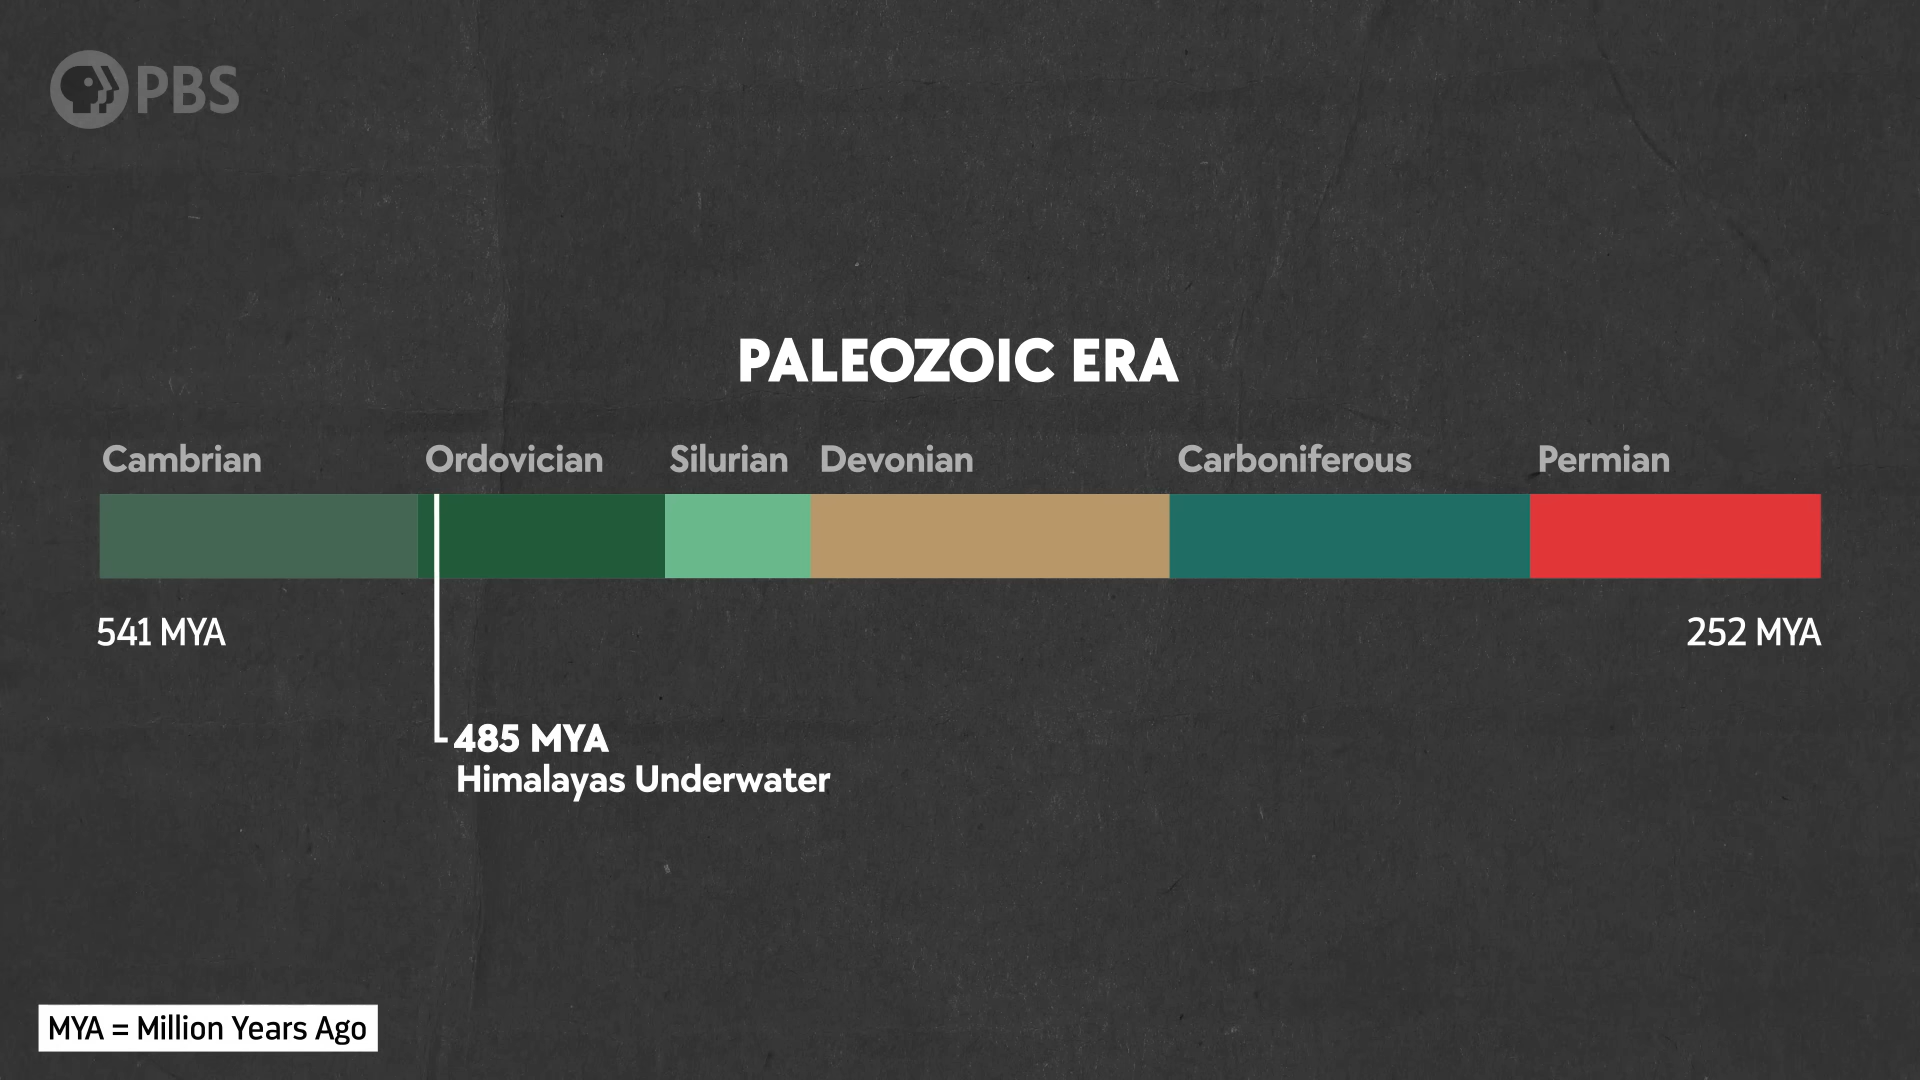 PBS
PALEOZOIC ERA
Cambrian Ordovician Silurian Devonian Carboniferous Permian
541 MYA 252 MYA
485 MYA
Himalayas Underwater
MYA = Million Years Ago